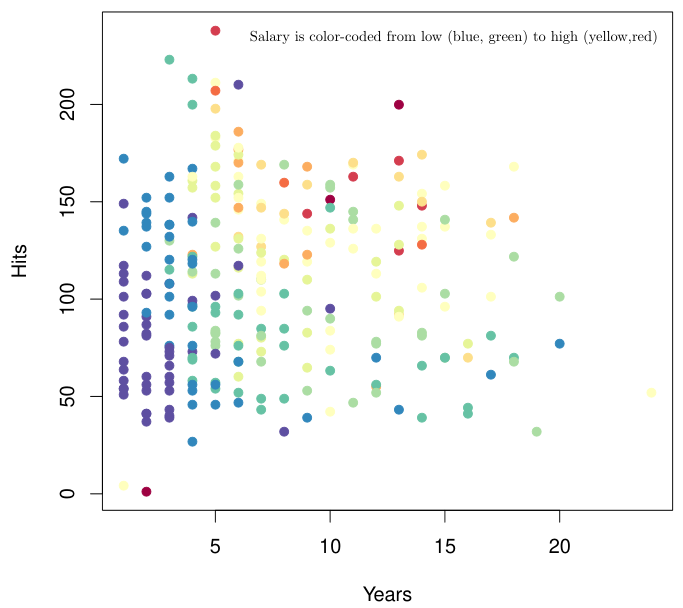 Salary is color-coded from low (blue, green) to high (yellow,red)
200
150
100
50
0
Hits
5 10 15 20
Years